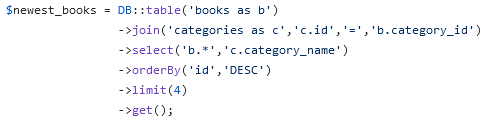 $newest_books = DB::table('books as b')
->join('categories as c','c.id','=','b.category_id')
->select('b.*','c.category_name')
->orderBy('id','DESC')
->limit(4)
->get();